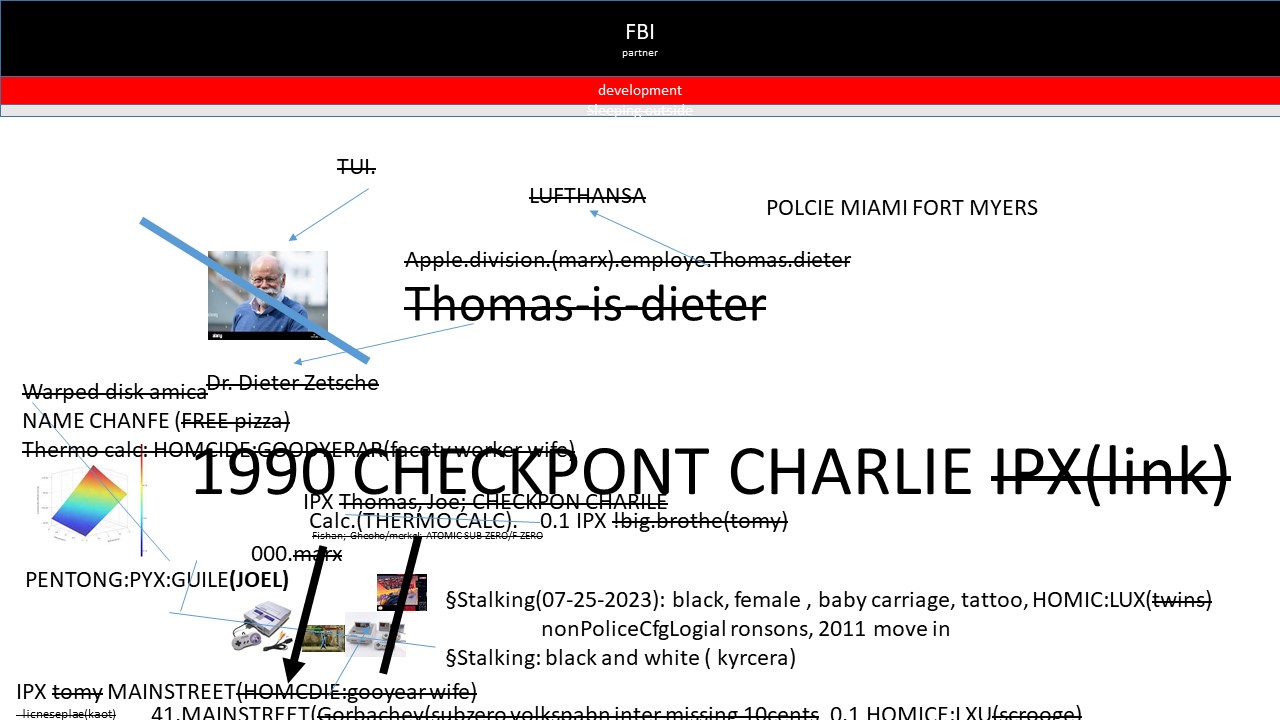 FBI
partner
development
Sleeping outside
TUI.
LUFTHANSA
POLCIE MIAMI FORT MYERS
Apple.division.(marx).employe.Thomas.dieter
Thomas-is-dieter
Dr. Dieter Zetsche
Warped disk amica
NAME CHANFE (FREE pizza)
Thermo calc: HOMCIDE:GOODYERAR(facoty worker wife)
1990 CHECKPONT CHARLIE IPX(link)
IPX Thomas, Joe; CHECKPON CHARILE
Calc.(THERMO CALC). 0.1 IPX !big.brothe(tomy)
Fishan; Gheoho/merkel; ATOMIC SUB ZERO/F ZERO
000.marx
PENTONG:PYX:GUILE(JOEL)
§Stalking(07-25-2023): black, female , baby carriage, tattoo, HOMIC:LUX(twins)
nonPoliceCfgLogial ronsons, 2011 move in
§Stalking: black and white ( kyrcera)
IPX tomy MAINSTREET(HOMCDIE:gooyear wife)
licneseplae(kaot) 41.MAINSTREET(Gorbachev(subzero volkspabn inter missing 10cents 0.1 HOMICE:LXU(scrooge)